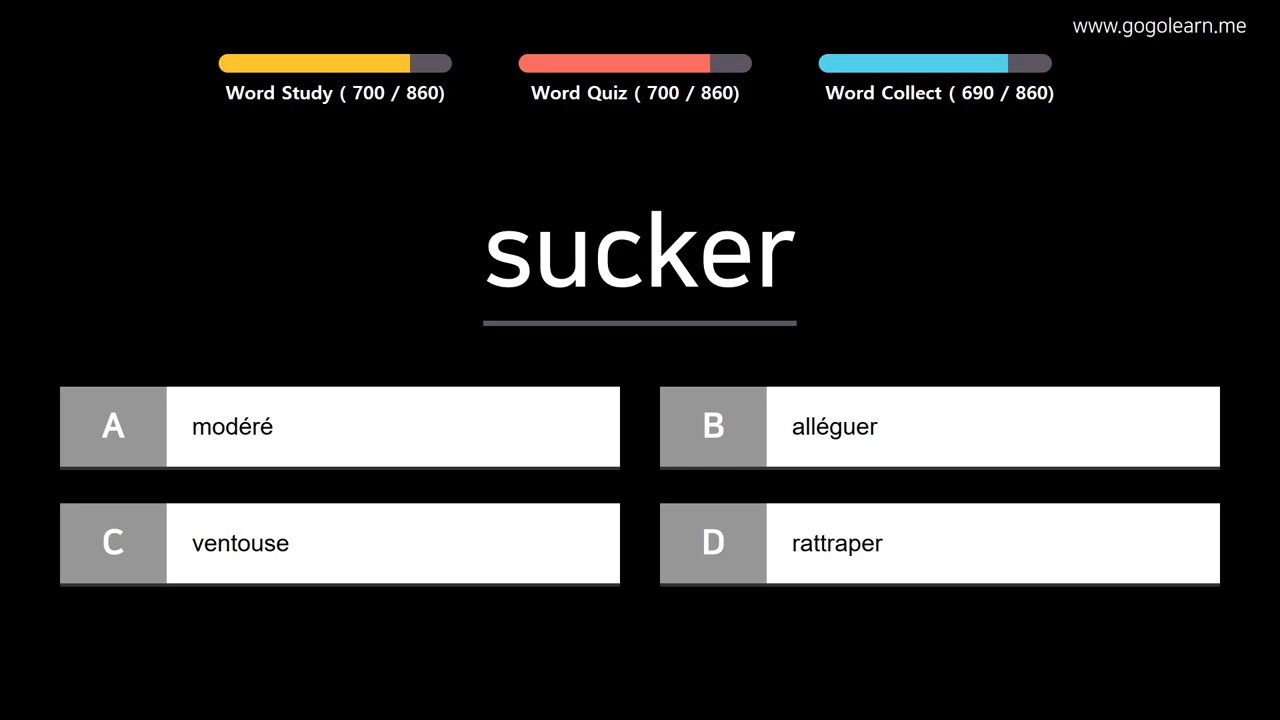 www.gogolearn.me
Word Study ( 700 / 860)
Word Quiz ( 700 / 860)
Word Collect ( 690 / 860)
sucker
A modéré
B alléguer
C ventouse
D rattraper